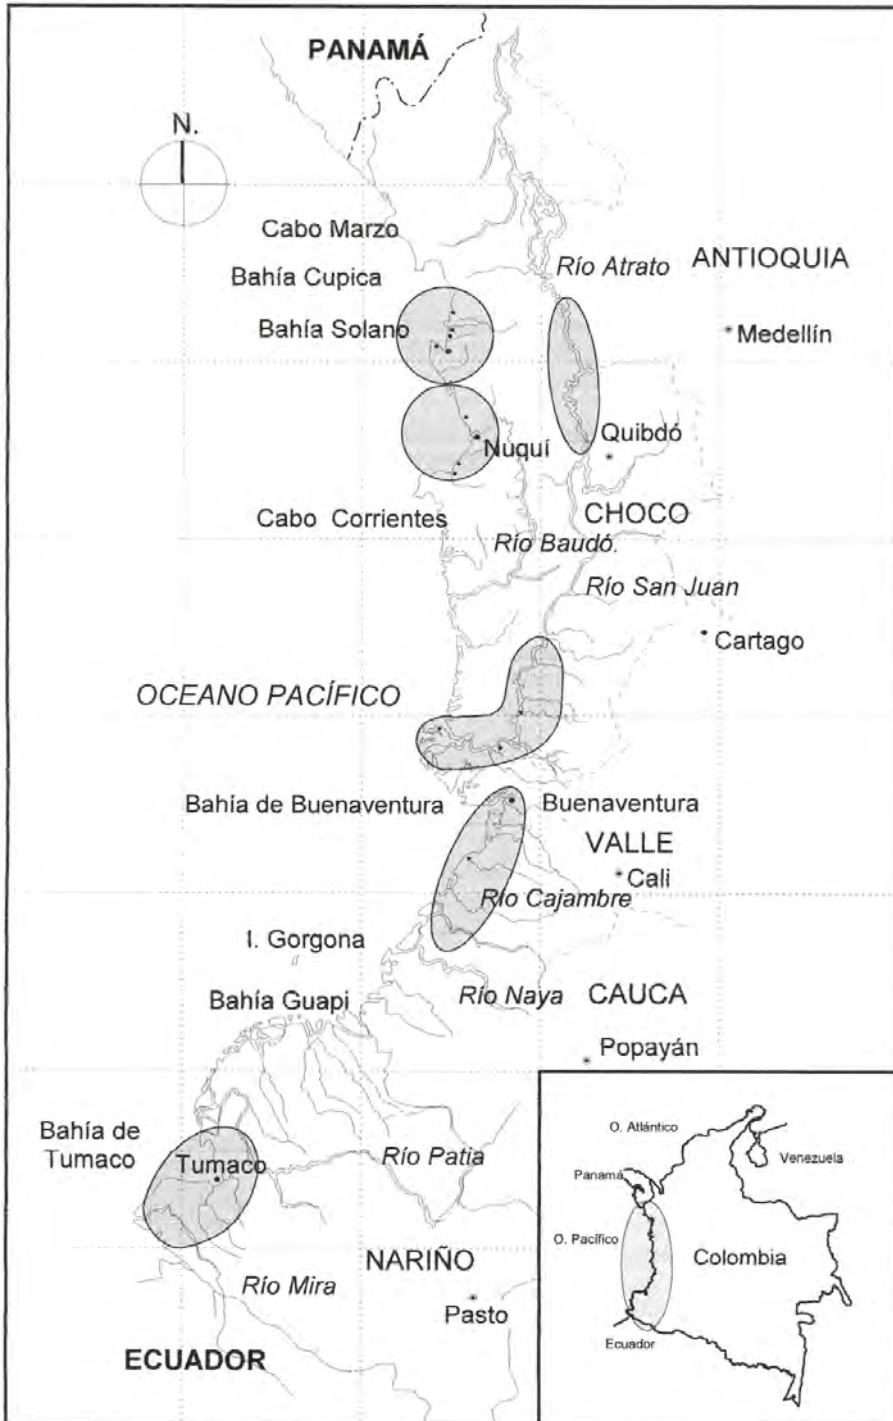 PANAMÁ
N.
Cabo Marzo
Río Atrato
ANTIOQUIA
Bahía Cupica
Bahía Solano
Medellín
Quibdó
Nuquí
Cabo Corrientes
CHOCO
Río Baudó.
Río San Juan
Cartago
OCEANO PACÍFICO
Bahía de Buenaventura
Buenaventura
VALLE
Cali
Río Cajambre
I. Gorgona
Río Naya
CAUCA
Bahía Guapi
Popayán
Bahía de
Tumaco
Tumaco
Río Patia
NARIÑO
Río Mira
Pasto
ECUADOR
O. Atlántico
Venezuela
Panamá
O. Pacífico
Colombia
Ecuador